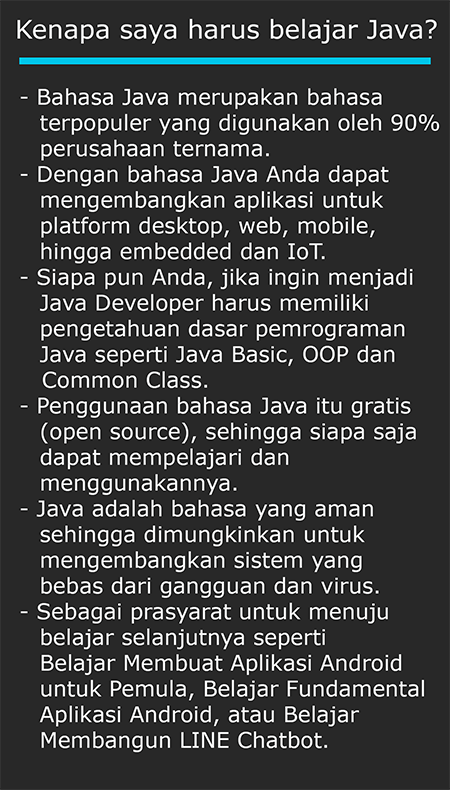 Kenapa saya harus belajar Java?
- Bahasa Java merupakan bahasa
terpopuler yang digunakan oleh 90%
perusahaan ternama.
- Dengan bahasa Java Anda dapat
mengembangkan aplikasi untuk
platform desktop, web, mobile,
hingga embedded dan IoT.
- Siapa pun Anda, jika ingin menjadi
Java Developer harus memiliki
pengetahuan dasar pemrograman
Java seperti Java Basic, OOP dan
Common Class.
- Penggunaan bahasa Java itu gratis
(open source), sehingga siapa saja
dapat mempelajari dan
menggunakannya.
- Java adalah bahasa yang aman
sehingga dimungkinkan untuk
mengembangkan sistem yang
bebas dari gangguan dan virus.
- Sebagai prasyarat untuk menuju
belajar selanjutnya seperti
Belajar Membuat Aplikasi Android
untuk Pemula, Belajar Fundamental
Aplikasi Android, atau Belajar
Membangun LINE Chatbot.